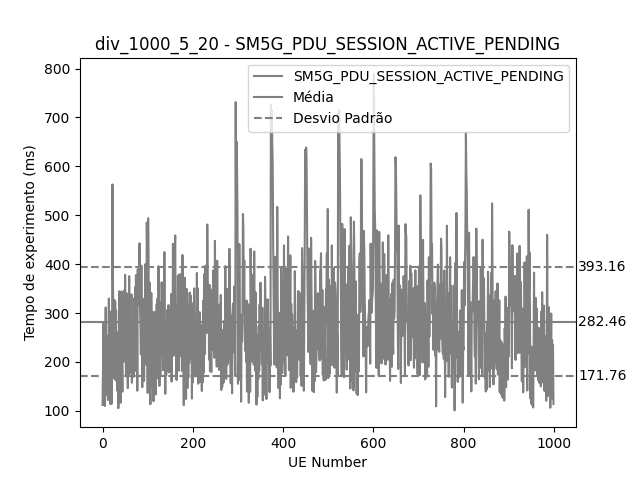 div_1000_5_20 - SM5G_PDU_SESSION_ACTIVE_PENDING
SM5G_PDU_SESSION_ACTIVE_PENDING
Média
Desvio Padrão
Tempo de experimento (ms)
800
700
600
500
400
300
200
100
393.16
282.46
171.76
0
200
400
600
800
1000
UE Number